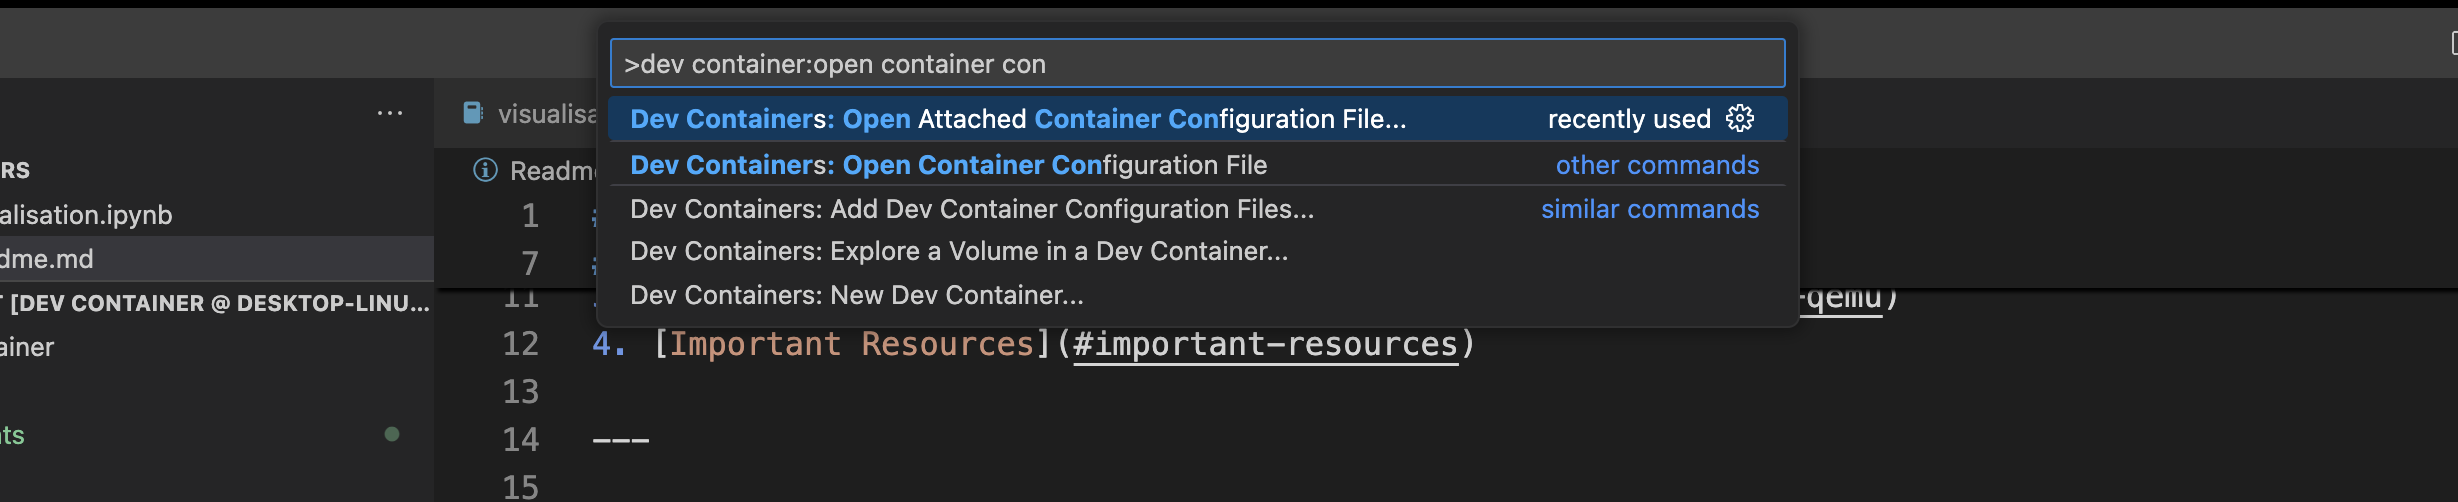 >dev container:open container con
Dev Containers: Open Attached Container Configuration File... recently used
Dev Containers: Open Container Configuration File other commands
Dev Containers: Add Dev Container Configuration Files... similar commands
Dev Containers: Explore a Volume in a Dev Container...
Dev Containers: New Dev Container...
...
RS
alisation.ipynb
dme.md
[DEV CONTAINER @ DESKTOP-LINU...
ainer
ts
visualisa
Readme
1 #
7 #
11 -qemu)
12 4. [Important Resources](#important-resources)
13
14 ---
15